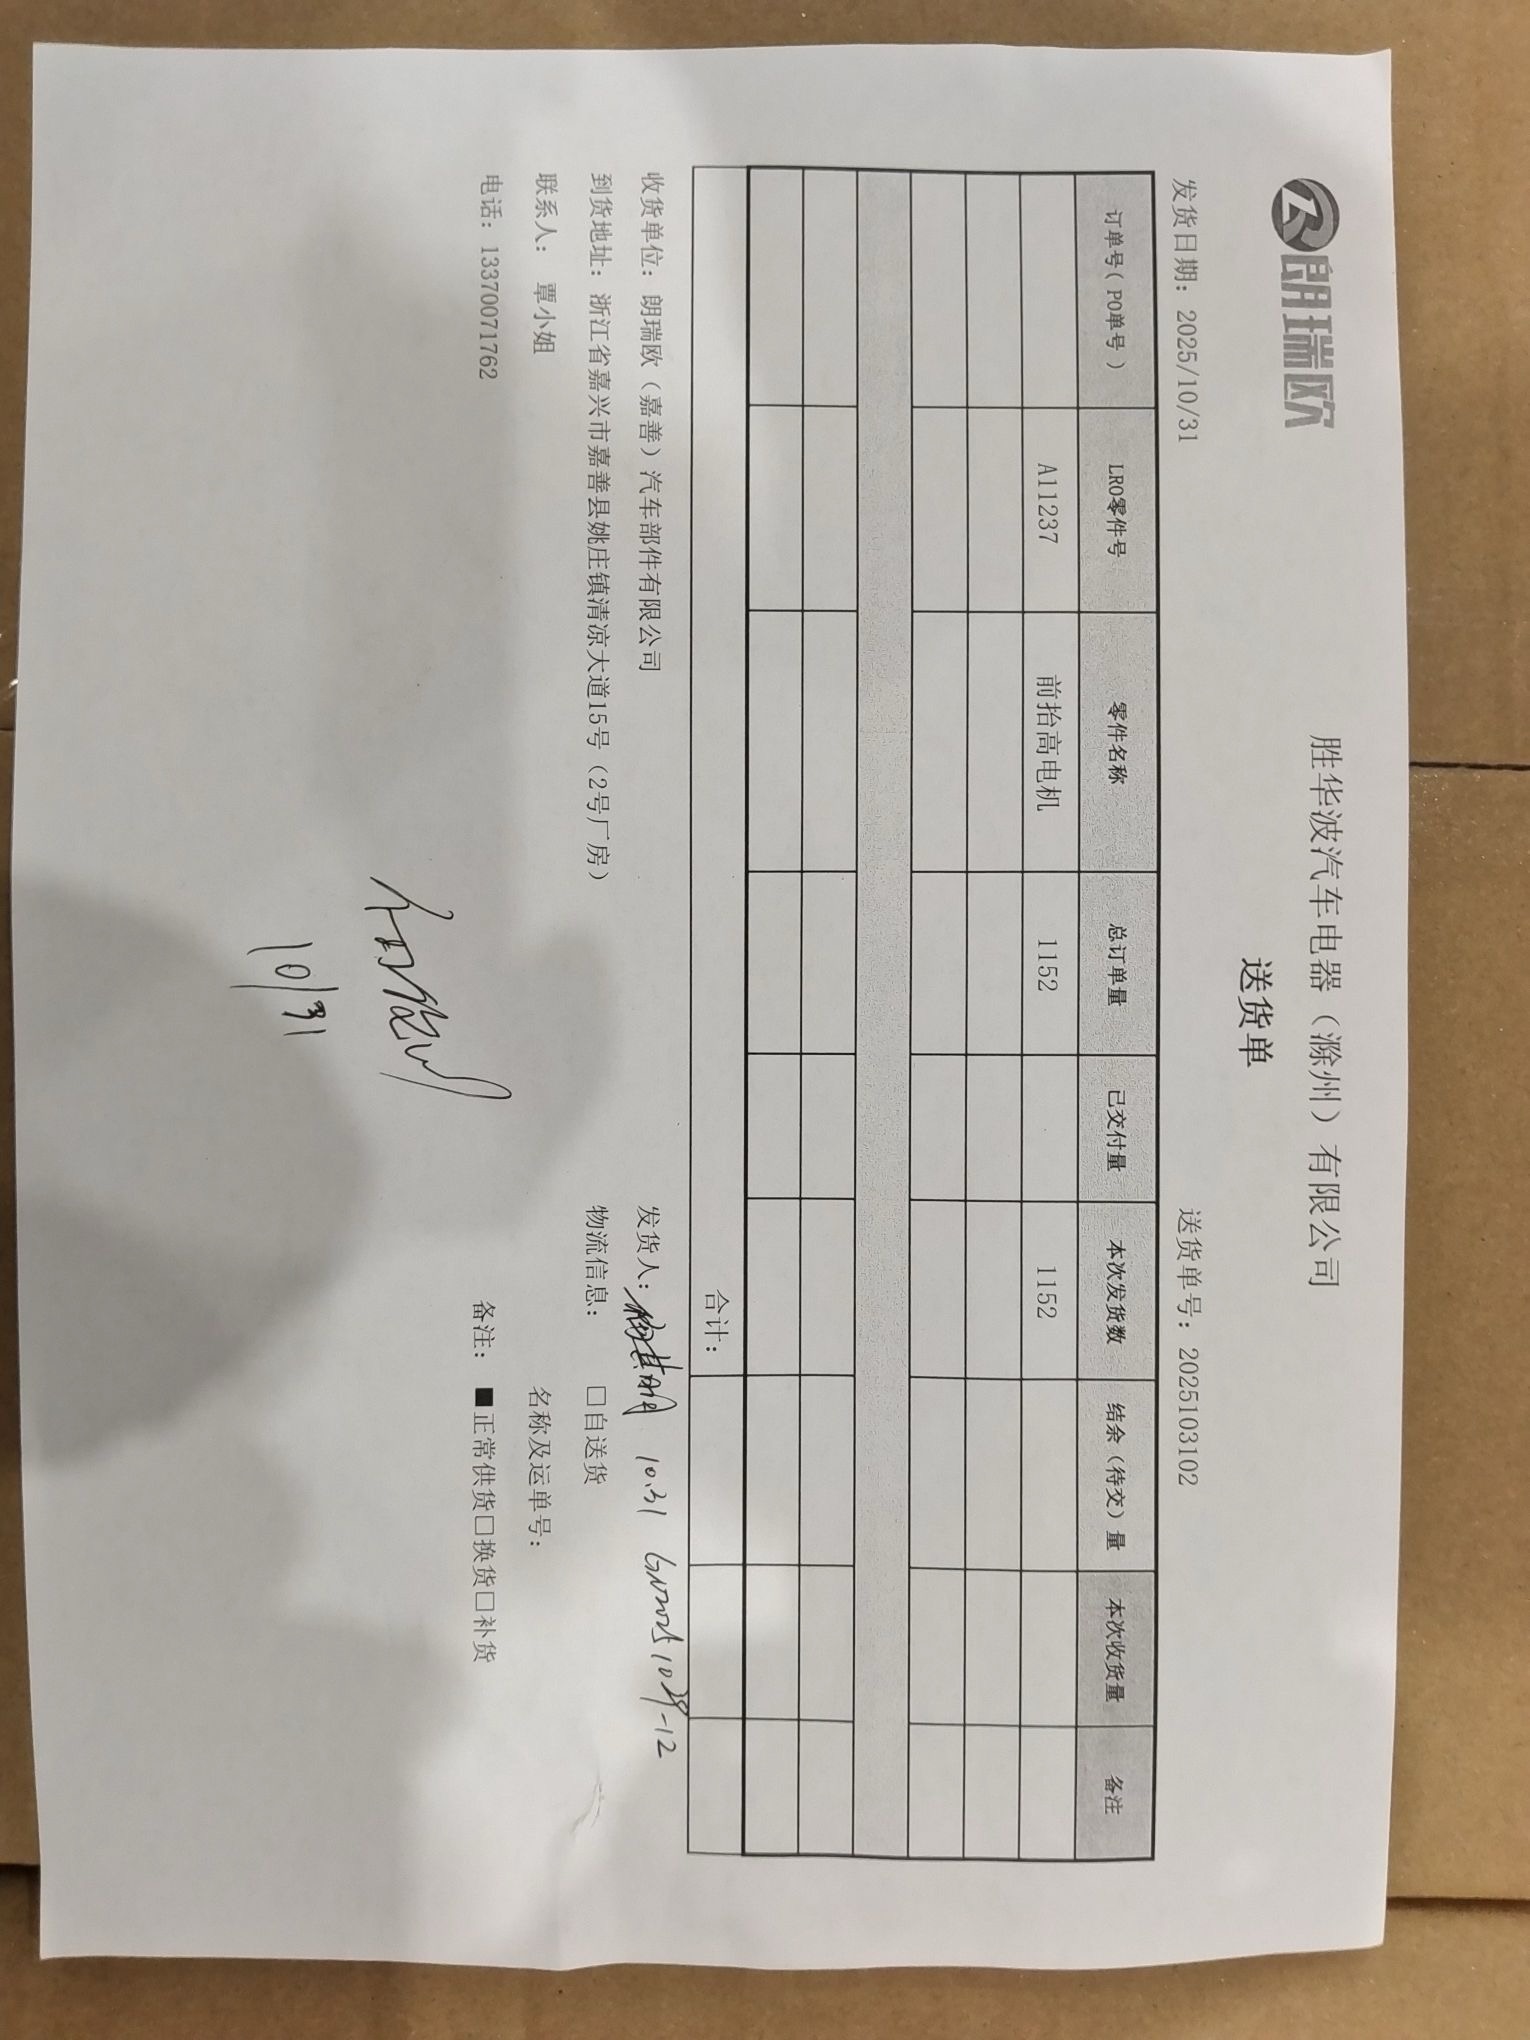 朗瑞欧
胜华波汽车电器（滁州）有限公司
送货单
发货日期：2025/10/31 送货单号：2025103102
订单号（PO单号） LRO零件号 零件名称 总订单量 已交付量 本次发货数 结余（待交）量 本次收货量 备注
A11237 前抬高电机 1152 1152
合计：
收货单位：朗瑞欧（嘉善）汽车部件有限公司 发货人： 10.31
到货地址：浙江省嘉兴市嘉善县姚庄镇清凉大道15号（2号厂房） 物流信息： □自送货
联系人：覃小姐 名称及运单号：
电话：13370071762 备注：■正常供货□换货□补货
10/31